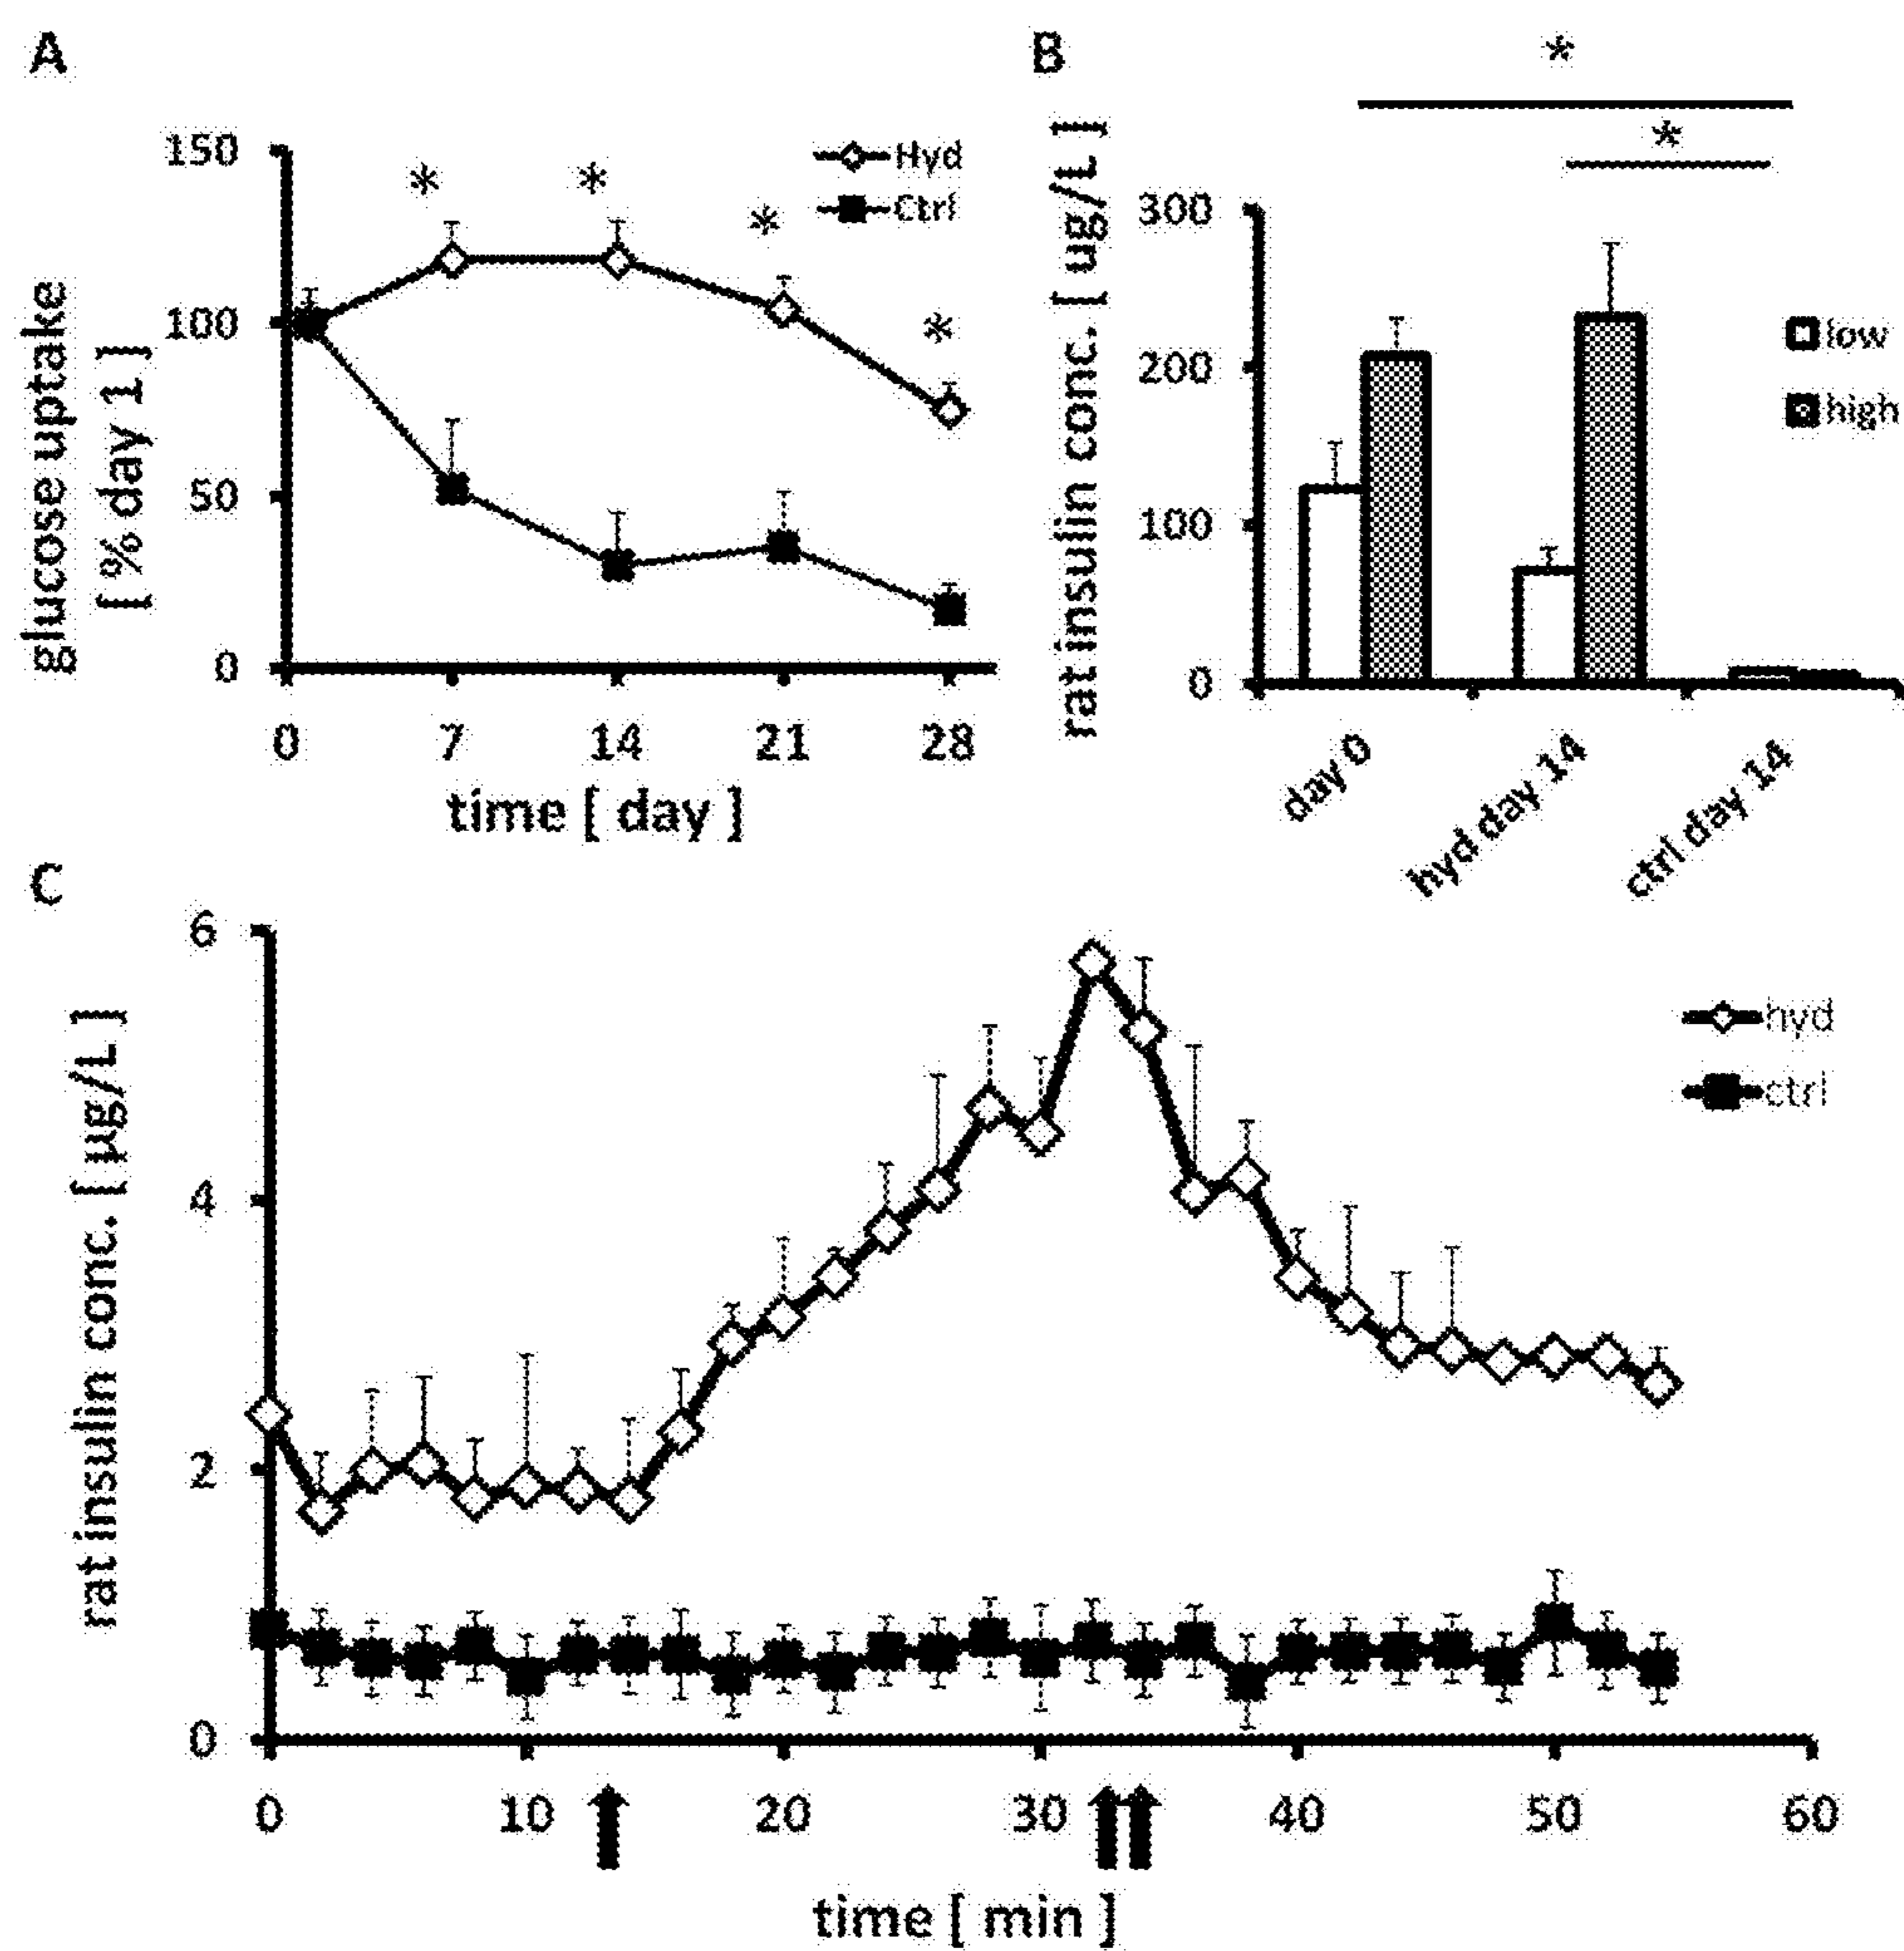 A
150
100
50
0
glucose uptake
[ % day 1 ]
* * * *
Hyd
Ctrl
0 7 14 21 28
time [ day ]
B
*
*
rat insulin conc. [ ug/L ]
300
200
100
0
low
high
day 0
hyd day 14
ctrl day 14
C
rat insulin conc. [ µg/L ]
6
4
2
0
hyd
ctrl
0 10 20 30 40 50 60
time [ min ]